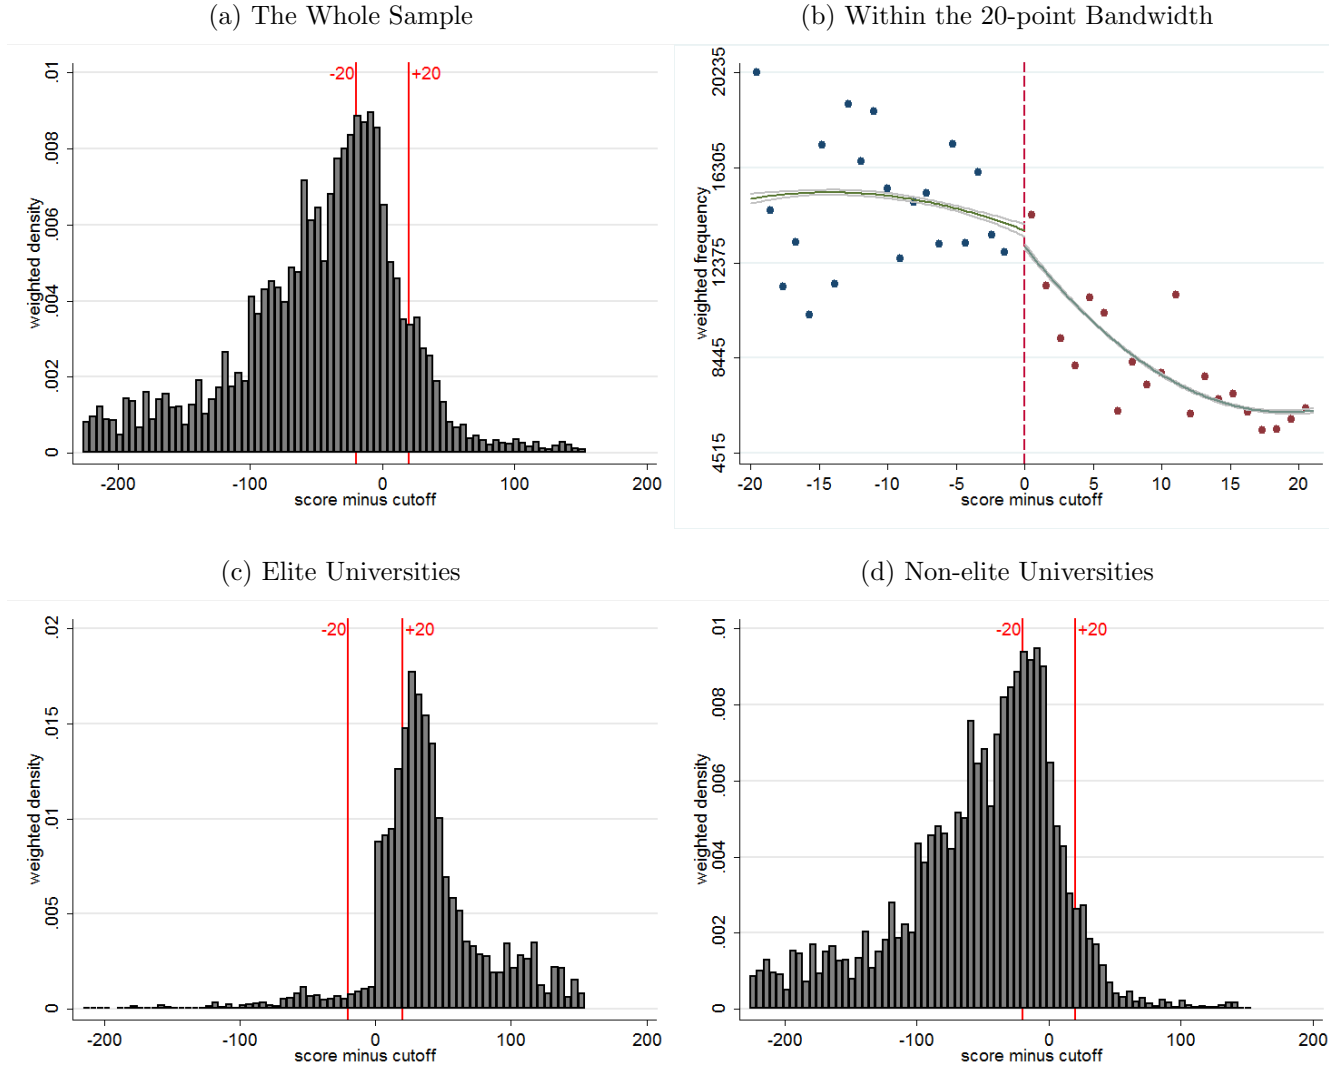 (a) The Whole Sample
-20 +20
.01
.008
.006
.004
.002
0
weighted density
-200 -100 0 100 200
score minus cutoff
(b) Within the 20-point Bandwidth
20235
16305
12375
8445
4515
weighted frequency
-20 -15 -10 -5 0 5 10 15 20
score minus cutoff
(c) Elite Universities
-20 +20
.02
.015
.01
.005
0
weighted density
-200 -100 0 100 200
score minus cutoff
(d) Non-elite Universities
-20 +20
.01
.008
.006
.004
.002
0
weighted density
-200 -100 0 100 200
score minus cutoff